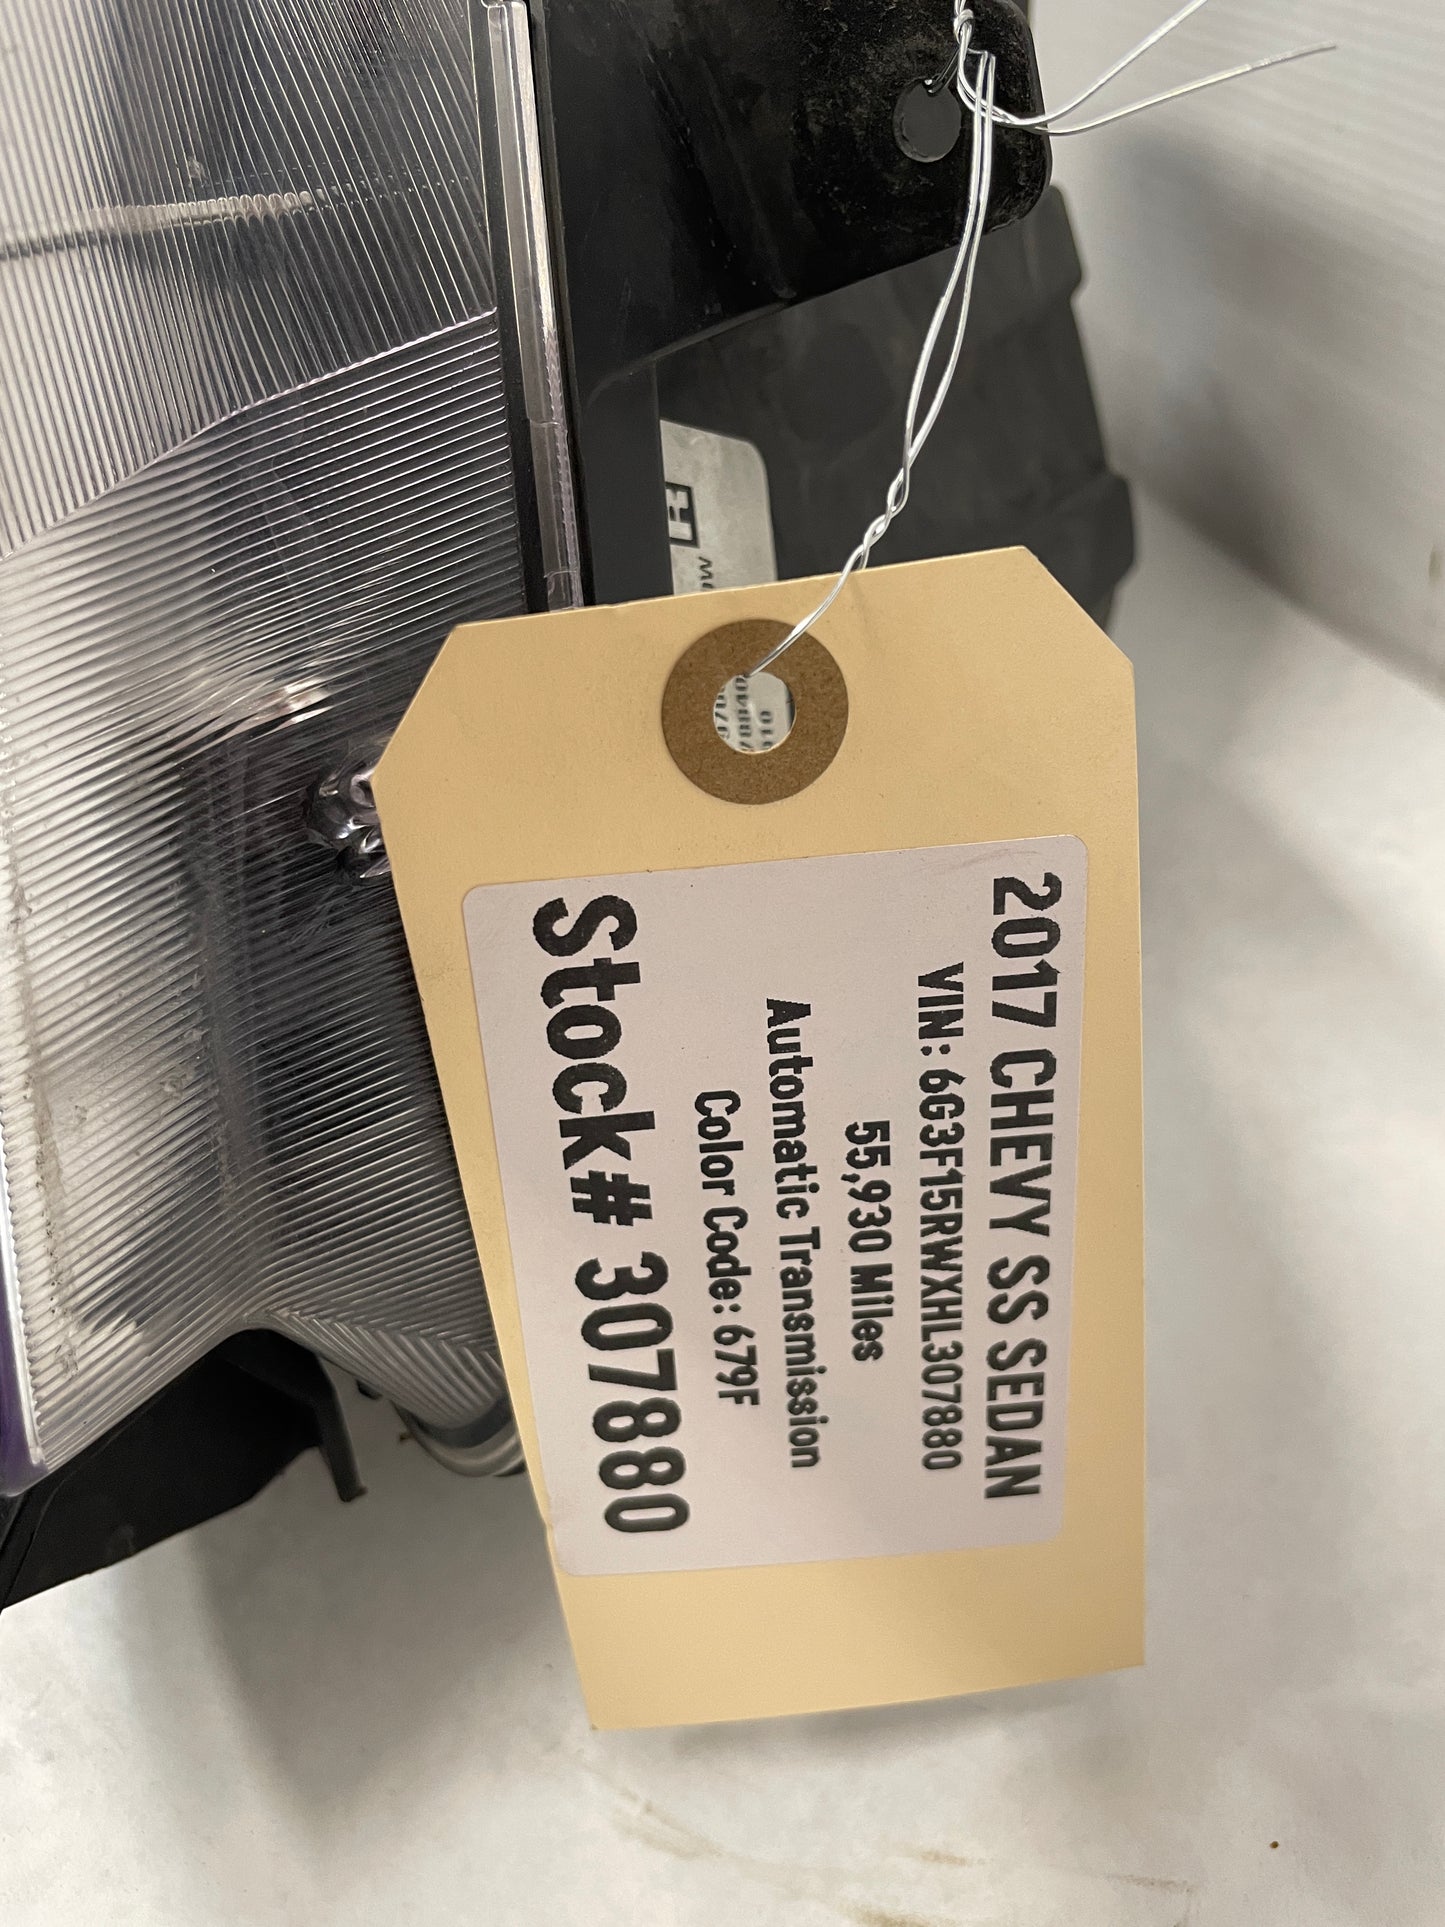 2017 CHEVY SS SEDAN
VIN: 6G3F15RWXHL307880
55,930 Miles
Automatic Transmission
Color Code: 679F
Stock# 307880
R